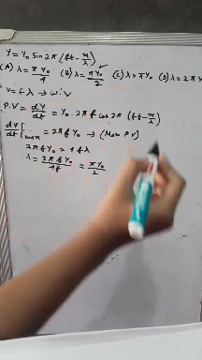 Y = Y₀ Sin 2π (ft - x/λ)
(A) λ = πY₀/4 (B) λ = πY₀/2 ✓ (C) λ = πY₀ (D) λ = 2πY₀
v = fλ → W.V
P.V = dY/dt = Y₀ 2πf cos 2π (ft - x/λ)
dY/dt]max = 2πf Y₀ → (Max P.V)
2πf Y₀ = 4fλ
λ = 2πf Y₀/4f = πY₀/2